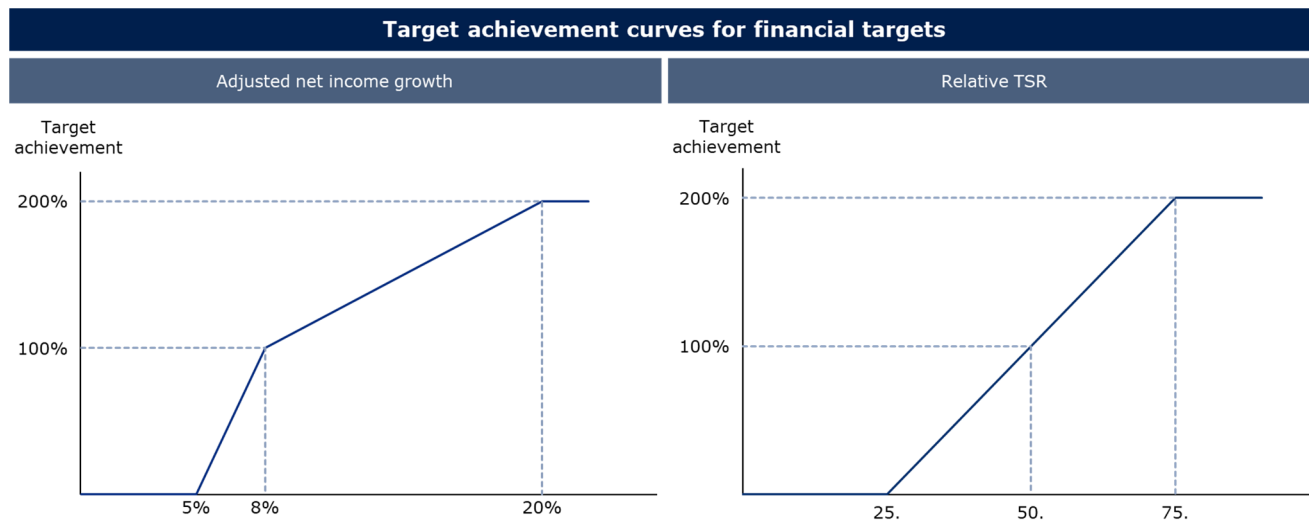 Target achievement curves for financial targets
Adjusted net income growth
Target
achievement
200%
100%
5%
8%
20%
Relative TSR
Target
achievement
200%
100%
25.
50.
75.